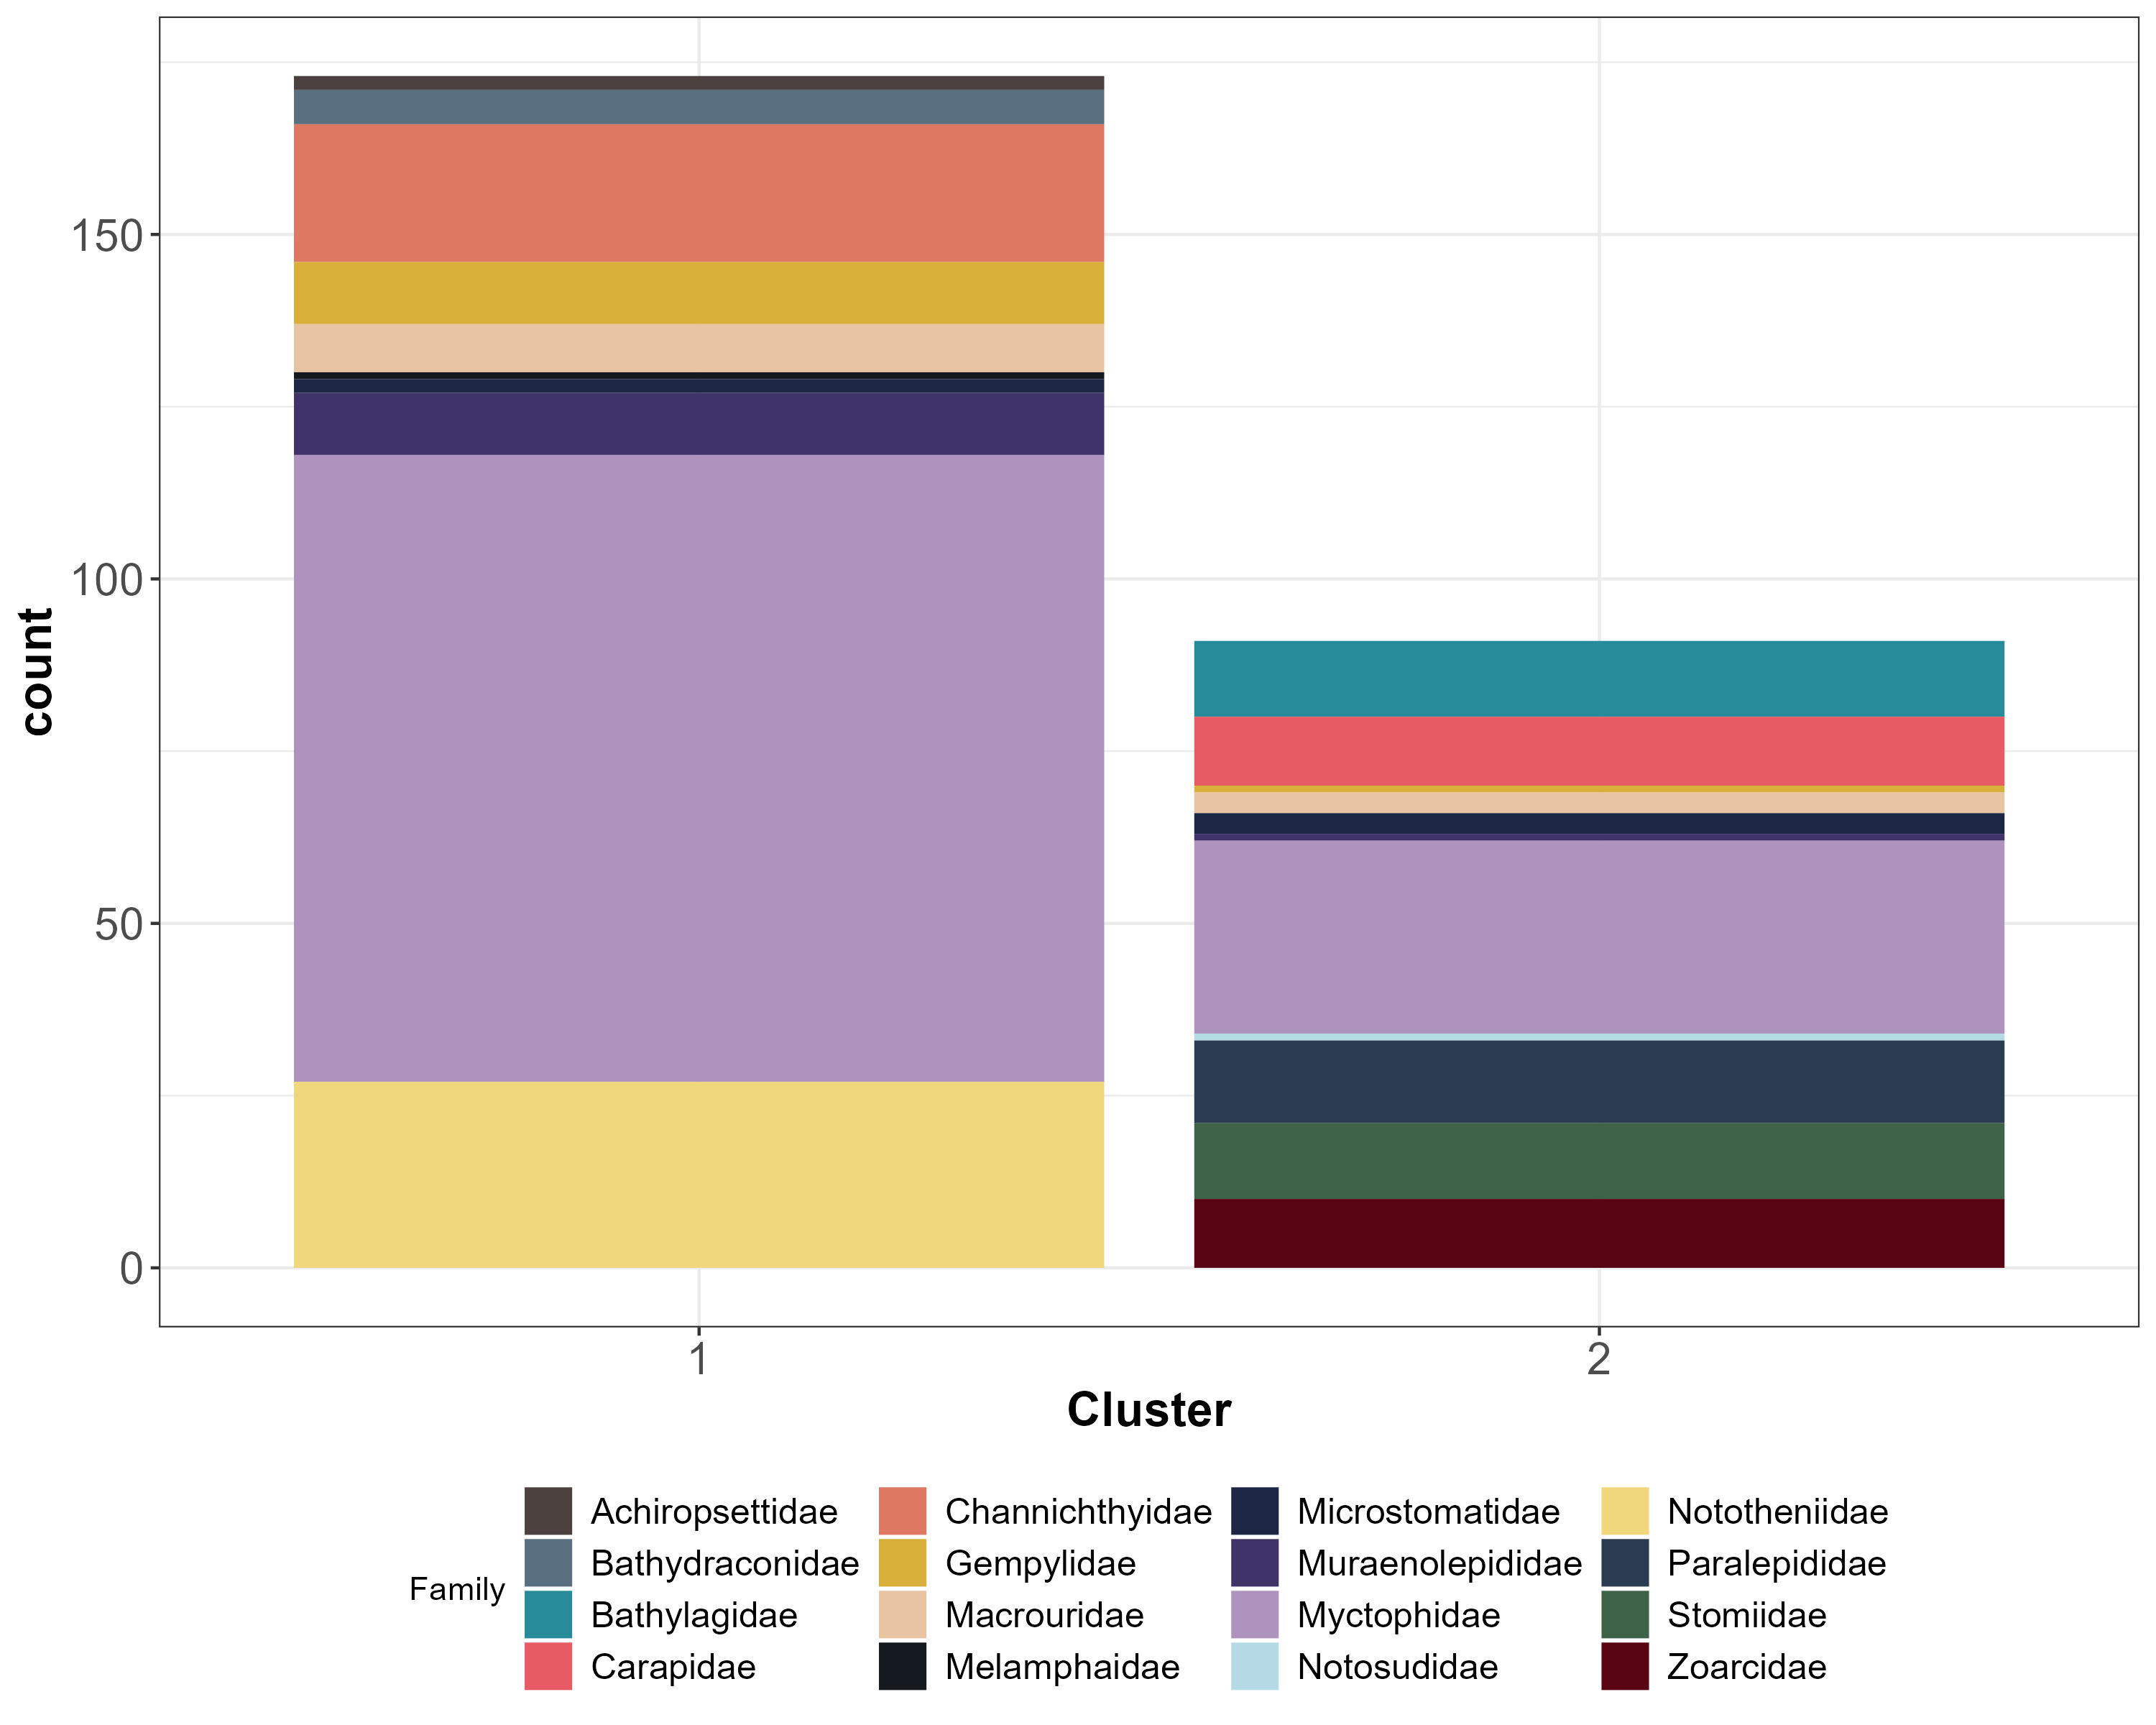 150
100
50
0
count
1
2
Cluster
Family
Achiropsettidae
Bathydraconidae
Bathylagidae
Carapidae
Channichthyidae
Gempylidae
Macrouridae
Melamphaidae
Microstomatidae
Muraenolepididae
Myctophidae
Notosudidae
Nototheniidae
Paralepididae
Stomiidae
Zoarcidae